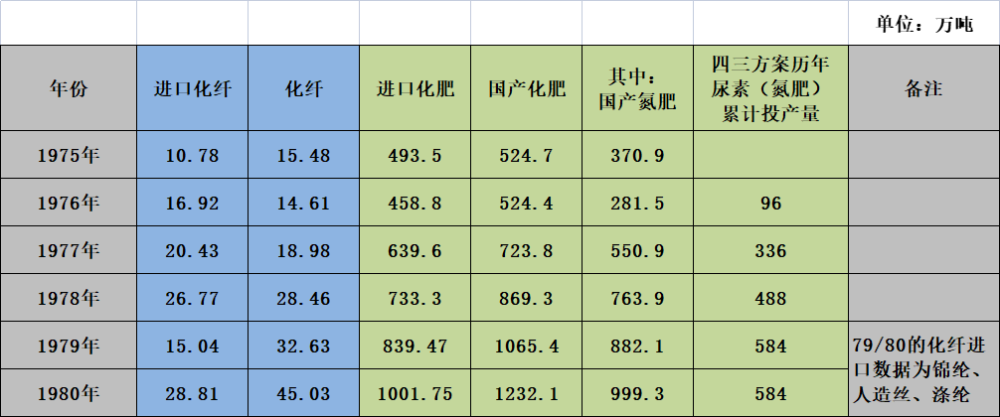 单位：万吨
年份 进口化纤 化纤 进口化肥 国产化肥 其中：国产氮肥 四三方案历年尿素（氮肥）累计投产量 备注
1975年 10.78 15.48 493.5 524.7 370.9
1976年 16.92 14.61 458.8 524.4 281.5 96
1977年 20.43 18.98 639.6 723.8 550.9 336
1978年 26.77 28.46 733.3 869.3 763.9 488
1979年 15.04 32.63 839.47 1065.4 882.1 584
1980年 28.81 45.03 1001.75 1232.1 999.3 584
79/80的化纤进
口数据为锦纶、
人造丝、涤纶